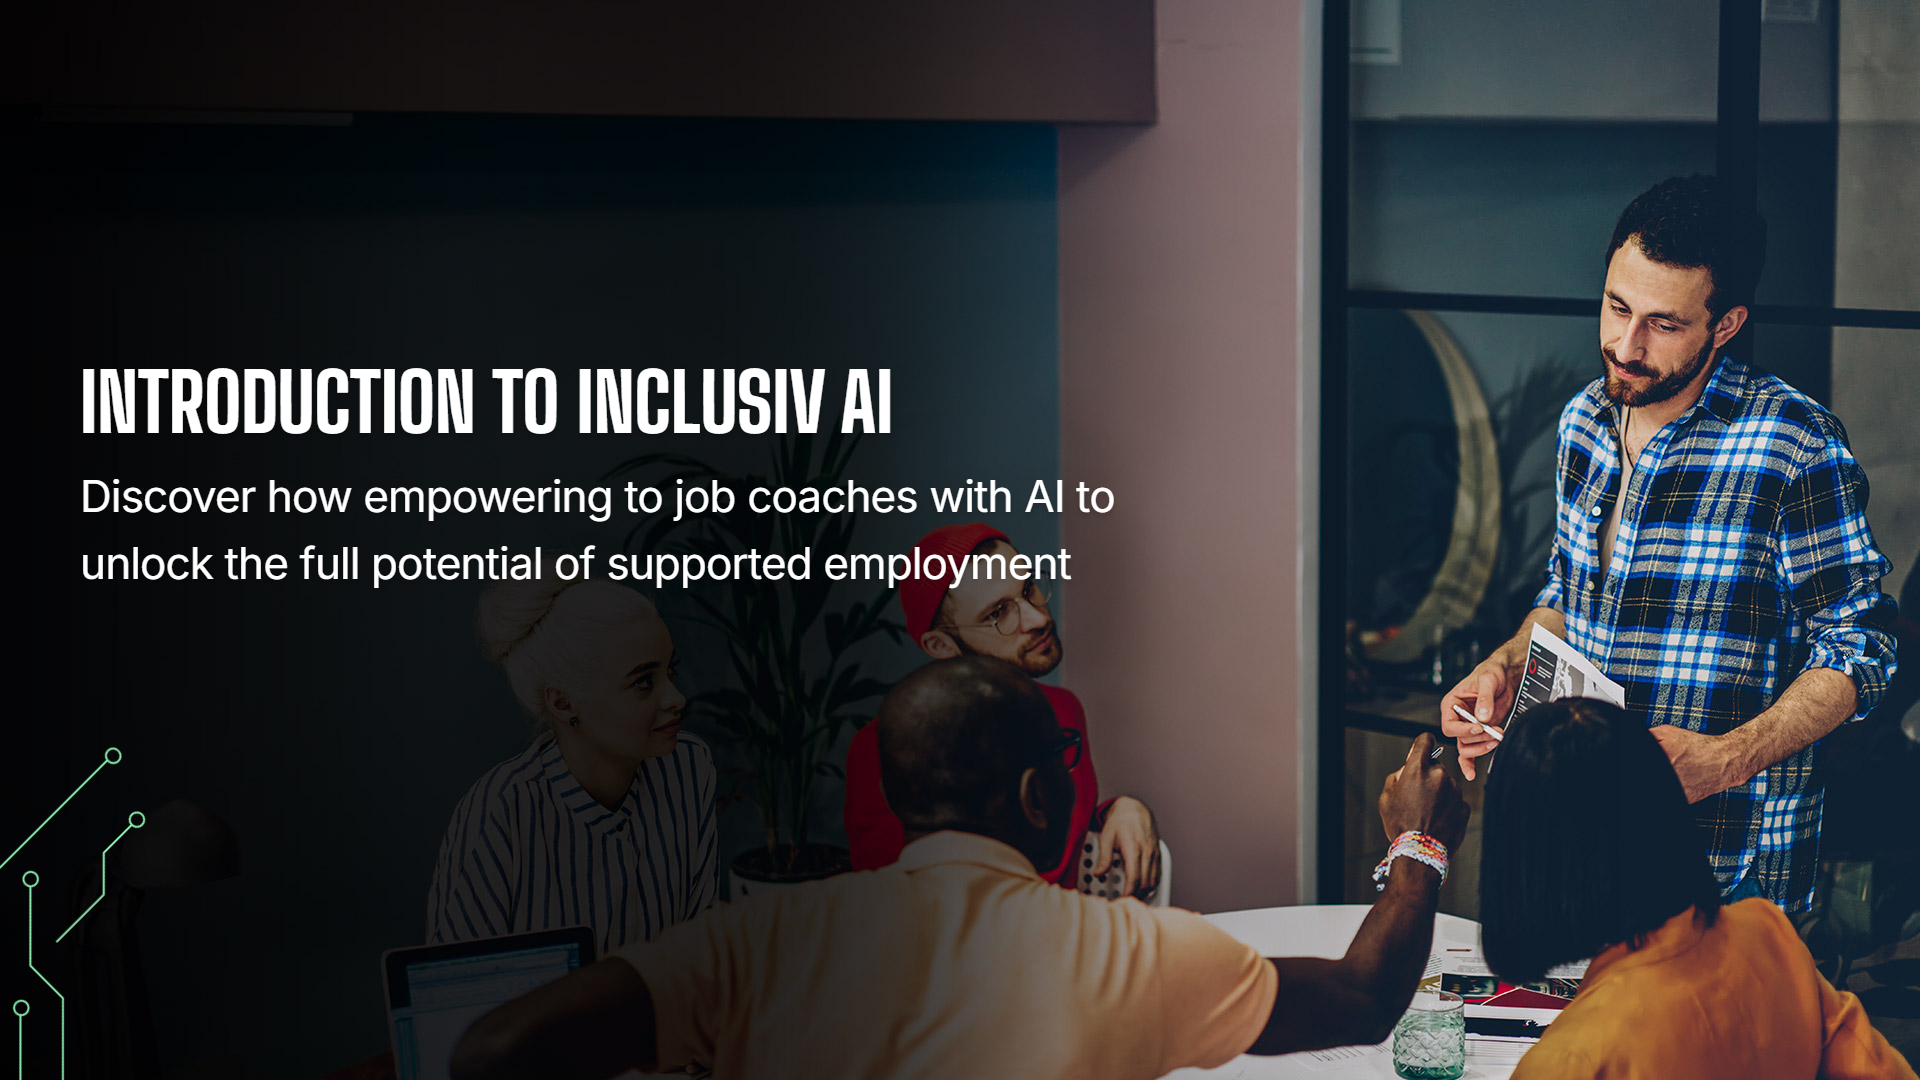 INTRODUCTION TO INCLUSIV AI
Discover how empowering to job coaches with AI to
unlock the full potential of supported employment